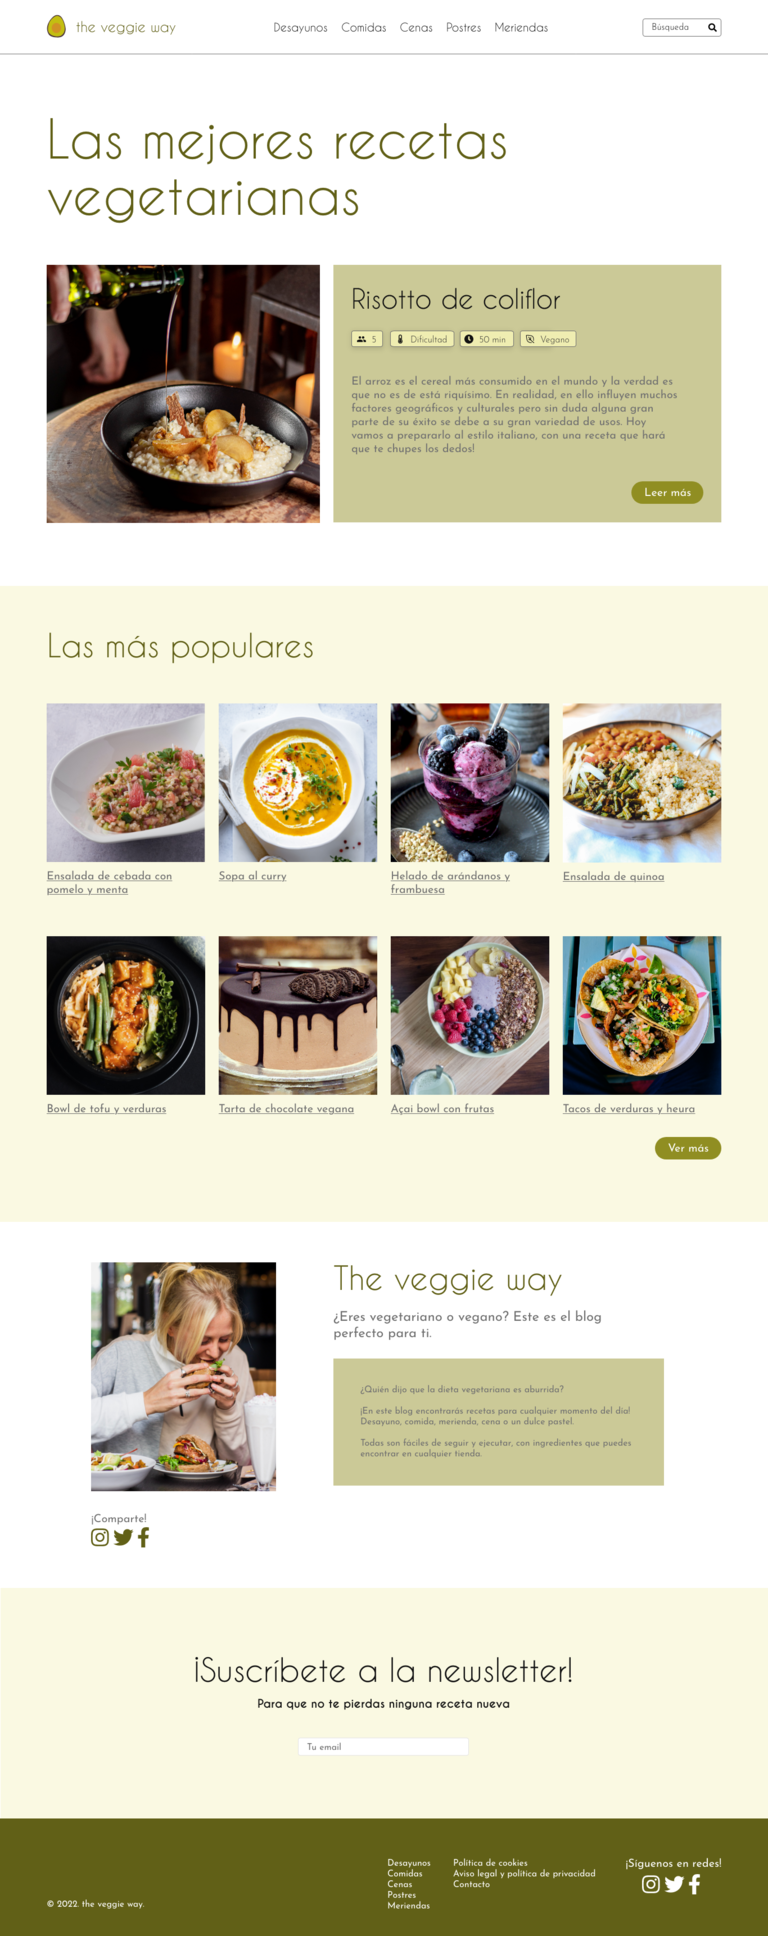 the veggie way
Desayunos Comidas Cenas Postres Meriendas
Búsqueda
Las mejores recetas
vegetarianas
Risotto de coliflor
5 Dificultad 50 min Vegano
El arroz es el cereal más consumido en el mundo y la verdad es
que no es de está riquísimo. En realidad, en ello influyen muchos
factores geográficos y culturales pero sin duda alguna gran
parte de su éxito se debe a su gran variedad de usos. Hoy
vamos a prepararlo al estilo italiano, con una receta que hará
que te chupes los dedos!
Leer más
Las más populares
Ensalada de cebada con
pomelo y menta
Sopa al curry
Helado de arándanos y
frambuesa
Ensalada de quinoa
Bowl de tofu y verduras
Tarta de chocolate vegana
Açai bowl con frutas
Tacos de verduras y heura
Ver más
The veggie way
¿Eres vegetariano o vegano? Este es el blog
perfecto para ti.
¿Quién dijo que la dieta vegetariana es aburrida?
¡En este blog encontrarás recetas para cualquier momento del día!
Desayuno, comida, merienda, cena o un dulce pastel.
Todas son fáciles de seguir y ejecutar, con ingredientes que puedes
encontrar en cualquier tienda.
¡Comparte!
¡Suscríbete a la newsletter!
Para que no te pierdas ninguna receta nueva
Tu email
© 2022. the veggie way.
Desayunos
Comidas
Cenas
Postres
Meriendas
Política de cookies
Aviso legal y política de privacidad
Contacto
¡Síguenos en redes!